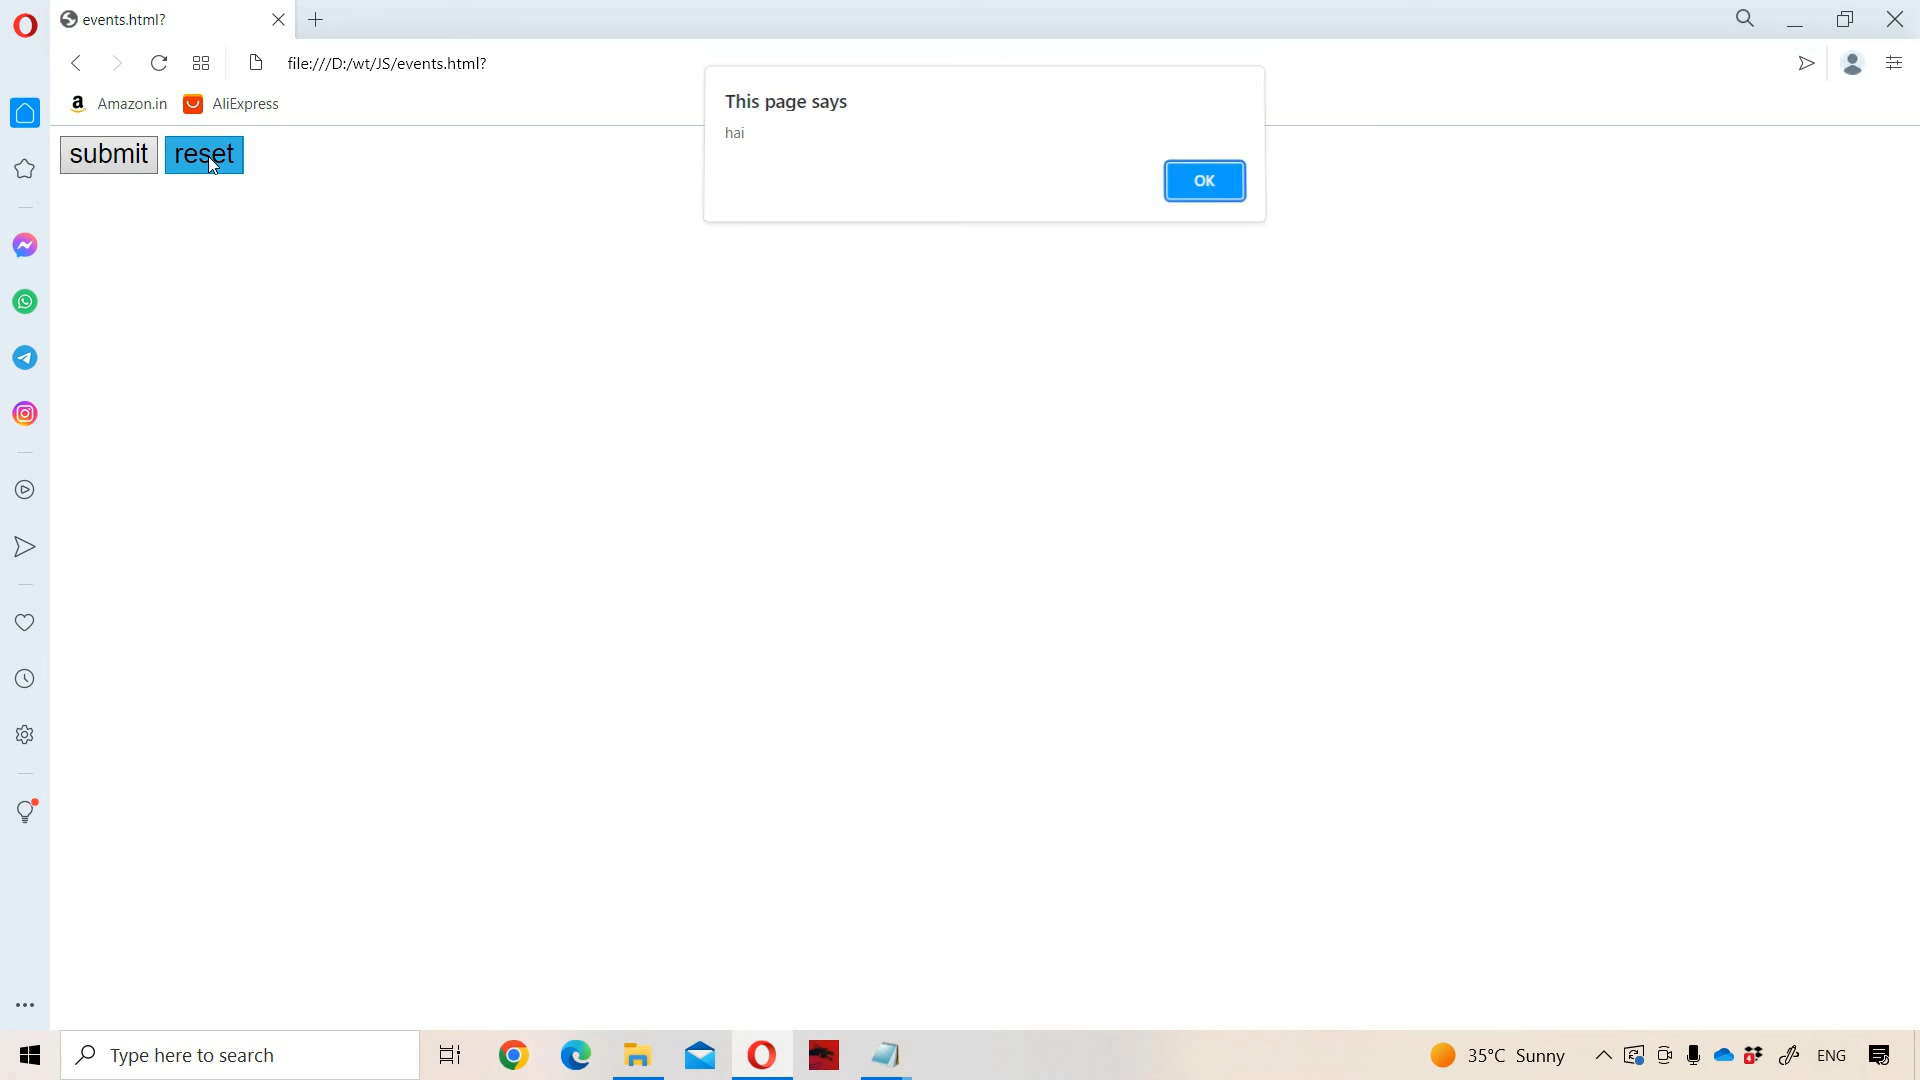 events.html?
file:///D:/wt/JS/events.html?
Amazon.in AliExpress
This page says
hai
OK
submit reset
Type here to search
35°C Sunny
ENG